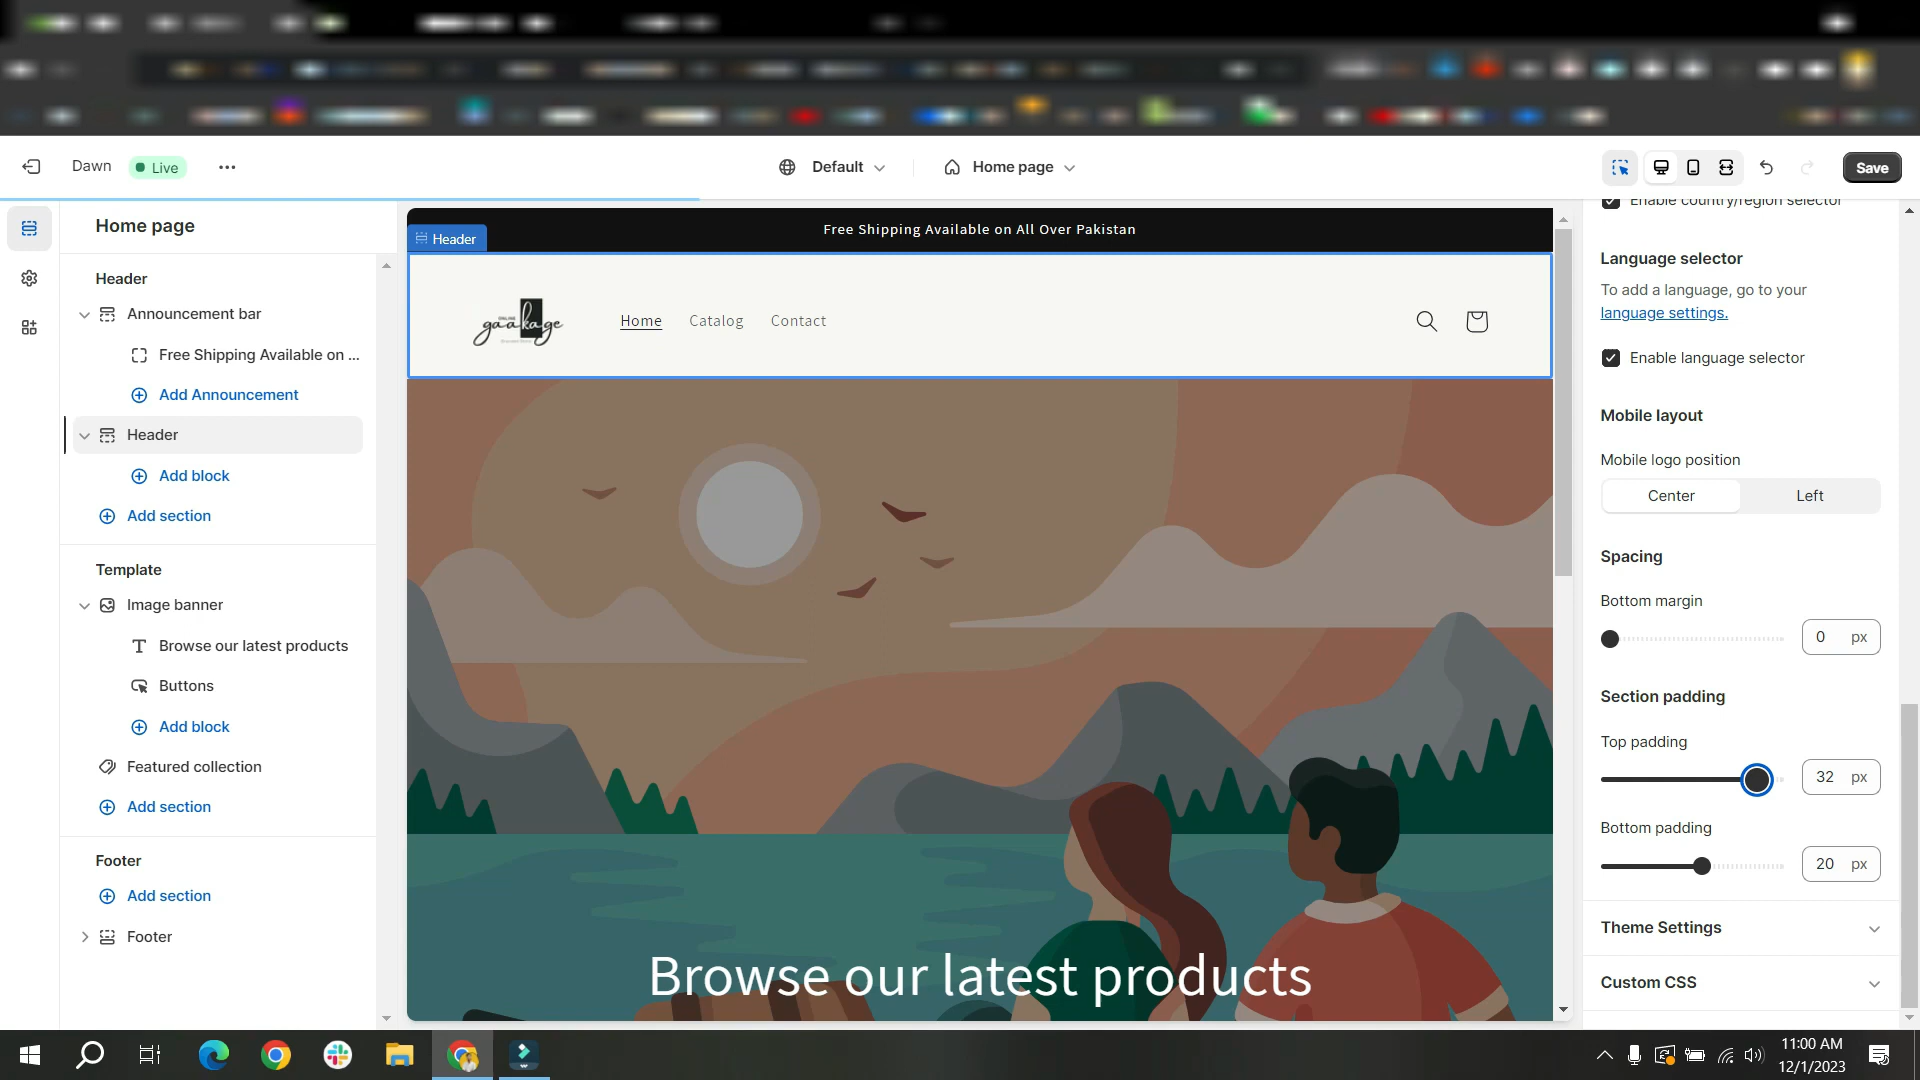 Dawn
Live
Default
Home page
Save
Home page
Header
Announcement bar
Free Shipping Available on ...
Add Announcement
Header
Add block
Add section
Template
Image banner
Browse our latest products
Buttons
Add block
Featured collection
Add section
Footer
Add section
Footer
Free Shipping Available on All Over Pakistan
Header
gaakage
Home Catalog Contact
Browse our latest products
Enable country/region selector
Language selector
To add a language, go to your
language settings.
Enable language selector
Mobile layout
Mobile logo position
Center Left
Spacing
Bottom margin
0 px
Section padding
Top padding
32 px
Bottom padding
20 px
Theme Settings
Custom CSS
11:00 AM
12/1/2023